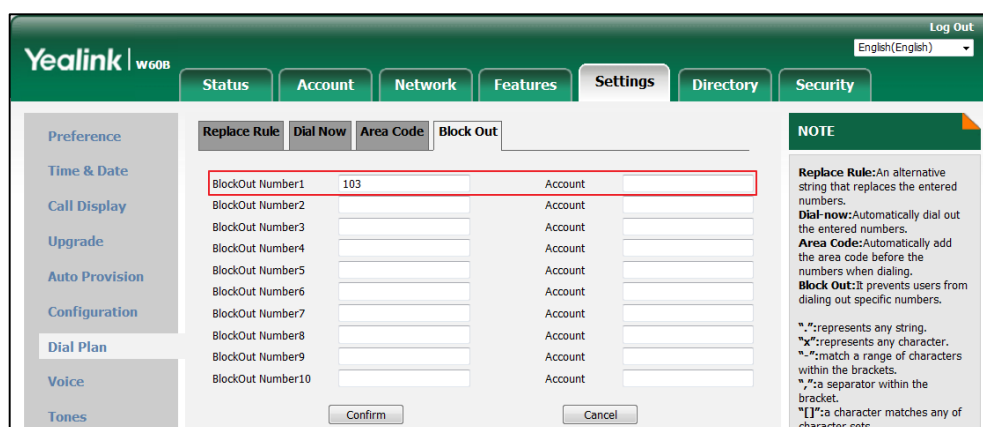 Log Out
Yealink | W60B
English(English)
Status Account Network Features Settings Directory Security
Preference
Time & Date
Call Display
Upgrade
Auto Provision
Configuration
Dial Plan
Voice
Tones
Replace Rule Dial Now Area Code Block Out
BlockOut Number1 103 Account
BlockOut Number2 Account
BlockOut Number3 Account
BlockOut Number4 Account
BlockOut Number5 Account
BlockOut Number6 Account
BlockOut Number7 Account
BlockOut Number8 Account
BlockOut Number9 Account
BlockOut Number10 Account
Confirm Cancel
NOTE
Replace Rule:An alternative
string that replaces the entered
numbers.
Dial-now:Automatically dial out
the entered numbers.
Area Code:Automatically add
the area code before the
numbers when dialing.
Block Out:It prevents users from
dialing out specific numbers.
".":represents any string.
"x":represents any character.
"-":match a range of characters
within the brackets.
",":a separator within the
bracket.
"[]":a character matches any of
character sets